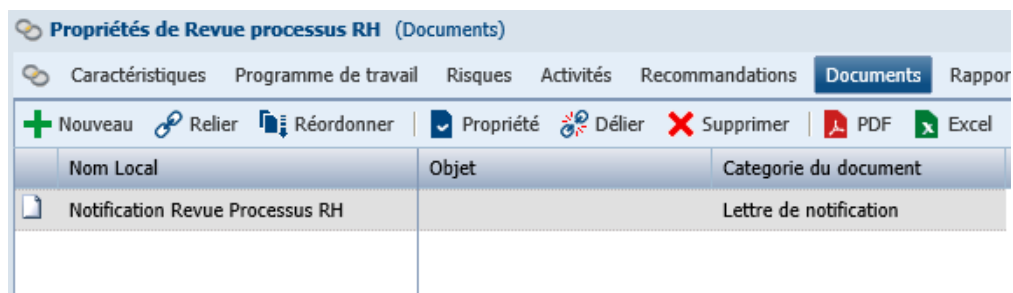 Propriétés de Revue processus RH (Documents)
Caractéristiques Programme de travail Risques Activités Recommandations Documents Rappor
Nouveau Relier Réordonner Propriété Délier Supprimer PDF Excel
Nom Local Objet Categorie du document
Notification Revue Processus RH Lettre de notification